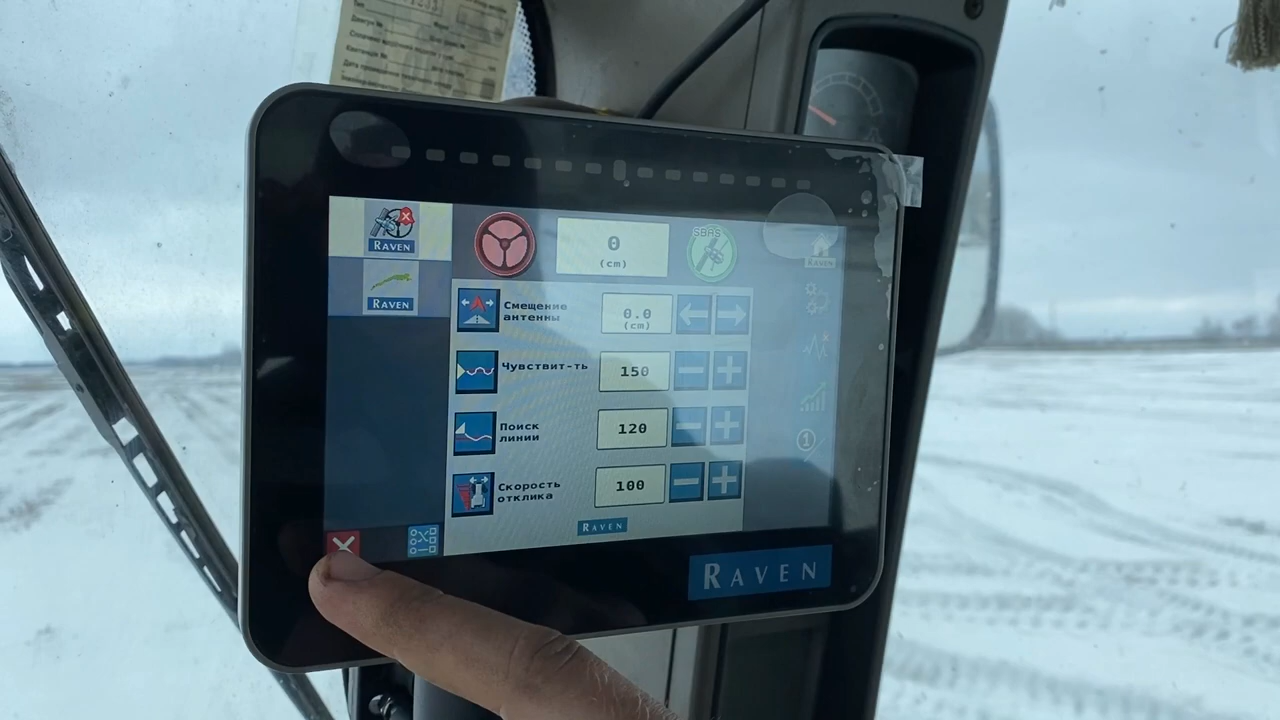 RAVEN
RAVEN
0
(cm)
SBAS
RAVEN
Смещение
антенны
0.0
(cm)
Чувствит-ть
150
Поиск
линии
120
Скорость
отклика
100
1
RAVEN
RAVEN